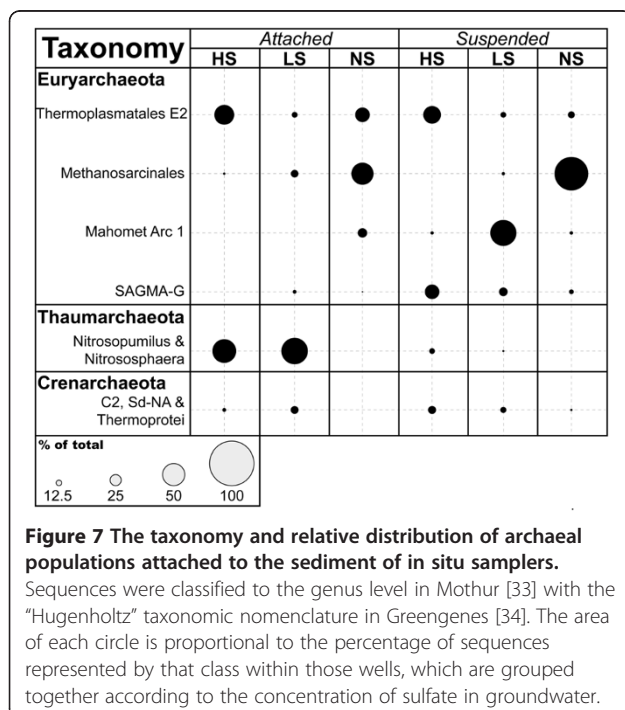 Taxonomy
Attached Suspended
HS LS NS HS LS NS
Euryarchaeota
Thermoplasmatales E2
Methanosarcinales
Mahomet Arc 1
SAGMA-G
Thaumarchaeota
Nitrosopumilus &
Nitrososphaera
Crenarchaeota
C2, Sd-NA &
Thermoprotei
% of total
12.5 25 50 100
Figure 7 The taxonomy and relative distribution of archaeal
populations attached to the sediment of in situ samplers.
Sequences were classified to the genus level in Mothur [33] with the
“Hugenholtz” taxonomic nomenclature in Greengenes [34]. The area
of each circle is proportional to the percentage of sequences
represented by that class within those wells, which are grouped
together according to the concentration of sulfate in groundwater.